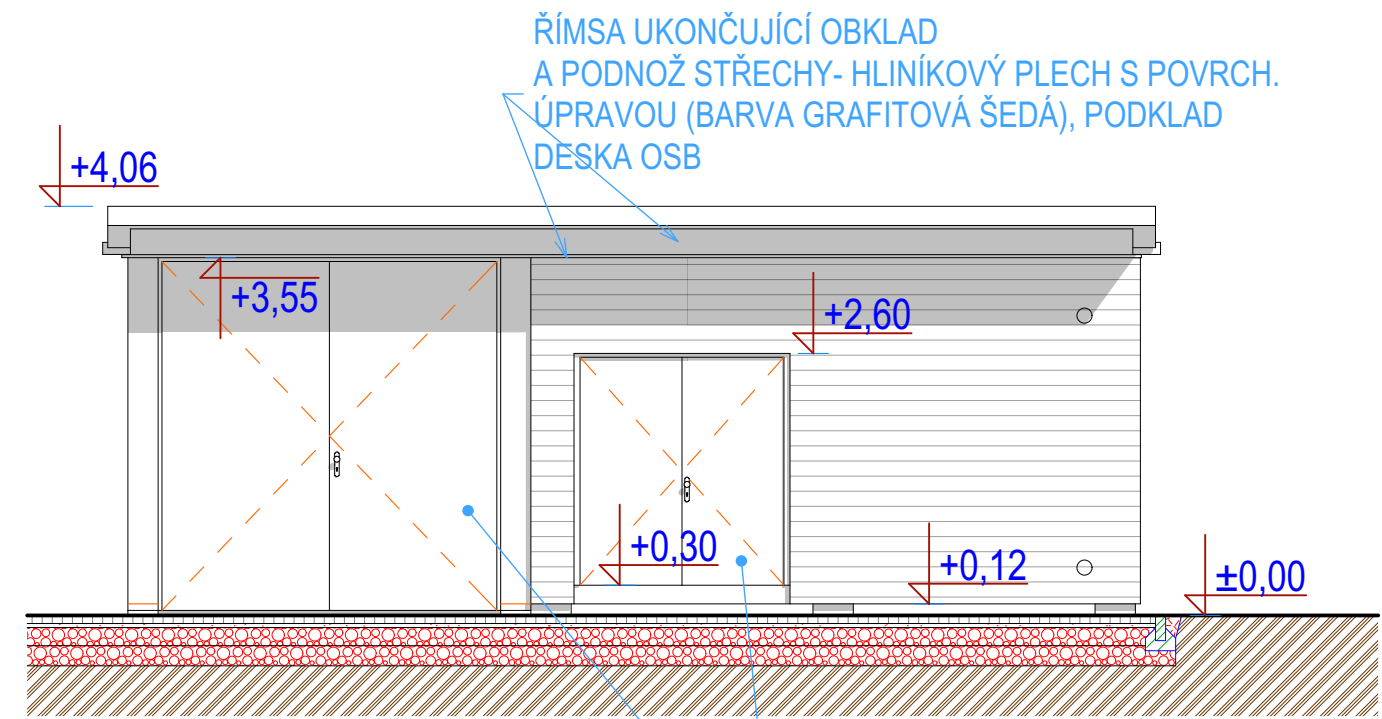 ŘÍMSA UKONČUJÍCÍ OBKLAD
A PODNOŽ STŘECHY- HLINÍKOVÝ PLECH S POVRCH.
ÚPRAVOU (BARVA GRAFITOVÁ ŠEDÁ), PODKLAD
DESKA OSB
+4,06
+3,55
+2,60
+0,30
+0,12
±0,00